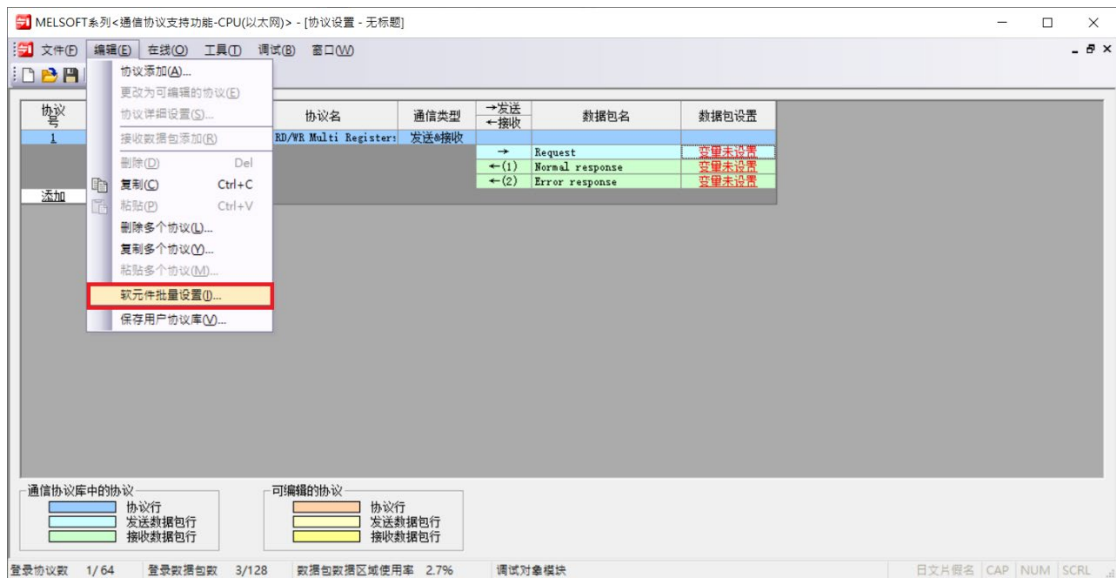 MELSOFT系列<通信协议支持功能-CPU(以太网)> - [协议设置 - 无标题]
文件(F) 编辑(E) 在线(O) 工具(T) 调试(B) 窗口(W)
协议添加(A)...
更改为可编辑的协议(E)
协议详细设置(S)...
接收数据包添加(R)
删除(D) Del
复制(C) Ctrl+C
粘贴(P) Ctrl+V
删除多个协议(L)...
复制多个协议(Y)...
粘贴多个协议(M)...
软元件批量设置(I)...
保存用户协议库(V)...
协议号 协议名 通信类型 →发送 ←接收 数据包名 数据包设置
1 RD/WR Multi Registers 发送&接收
→ Request 变量未设置
←(1) Normal response 变量未设置
←(2) Error response 变量未设置
添加
通信协议库中的协议
协议行
发送数据包行
接收数据包行
可编辑的协议
协议行
发送数据包行
接收数据包行
登录协议数 1/64 登录数据包数 3/128 数据包数据区域使用率 2.7% 调试对象模块 日文片假名 CAP NUM SCRL